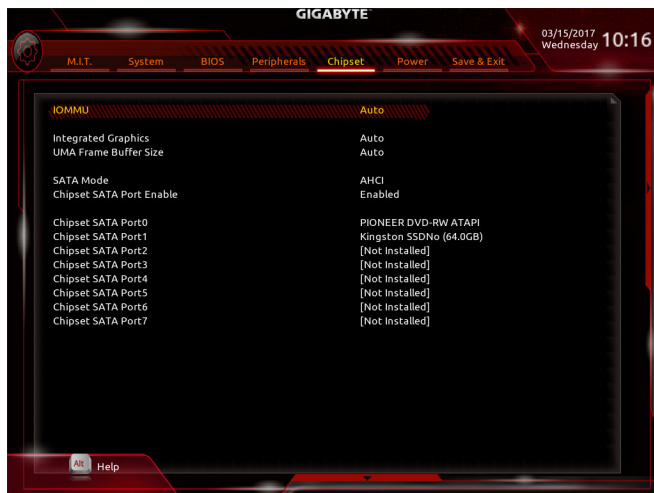 GIGABYTE
03/15/2017
Wednesday
10:16
M.I.T. System BIOS Peripherals Chipset Power Save & Exit
IOMMU Auto
Integrated Graphics Auto
UMA Frame Buffer Size Auto
SATA Mode AHCI
Chipset SATA Port Enable Enabled
Chipset SATA Port0 PIONEER DVD-RW ATAPI
Chipset SATA Port1 Kingston SSDNo (64.0GB)
Chipset SATA Port2 [Not Installed]
Chipset SATA Port3 [Not Installed]
Chipset SATA Port4 [Not Installed]
Chipset SATA Port5 [Not Installed]
Chipset SATA Port6 [Not Installed]
Chipset SATA Port7 [Not Installed]
Alt Help